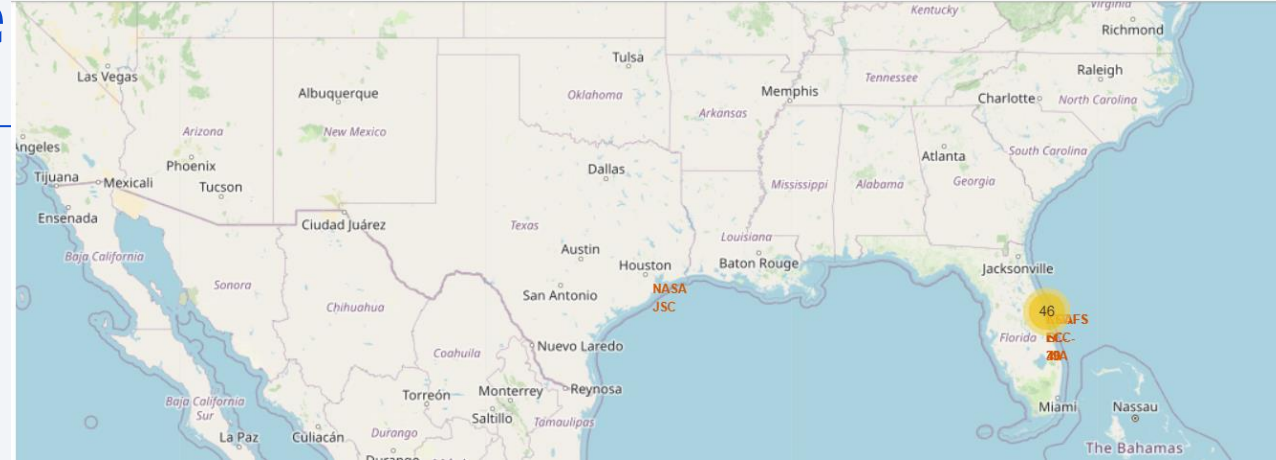 Kentucky
Virginia
Richmond
Las Vegas
Tulsa
Albuquerque
Oklahoma
Memphis
Tennessee
Raleigh
Charlotte
North Carolina
Arkansas
Arizona
New Mexico
Angeles
Phoenix
Atlanta
South Carolina
Dallas
Tijuana
Mexicali
Tucson
Mississippi
Alabama
Georgia
Ensenada
Ciudad Juárez
Texas
Louisiana
Baja California
Austin
Houston
Baton Rouge
Jacksonville
Sonora
NASA
JSC
San Antonio
Chihuahua
46
AFS
Florida
Coahuila
Nuevo Laredo
Reynosa
Monterrey
Torreón
Saltillo
Tamaulipas
Baja California
Sur
Miami
Nassau
La Paz
Culiacán
Durango
The Bahamas
Durango